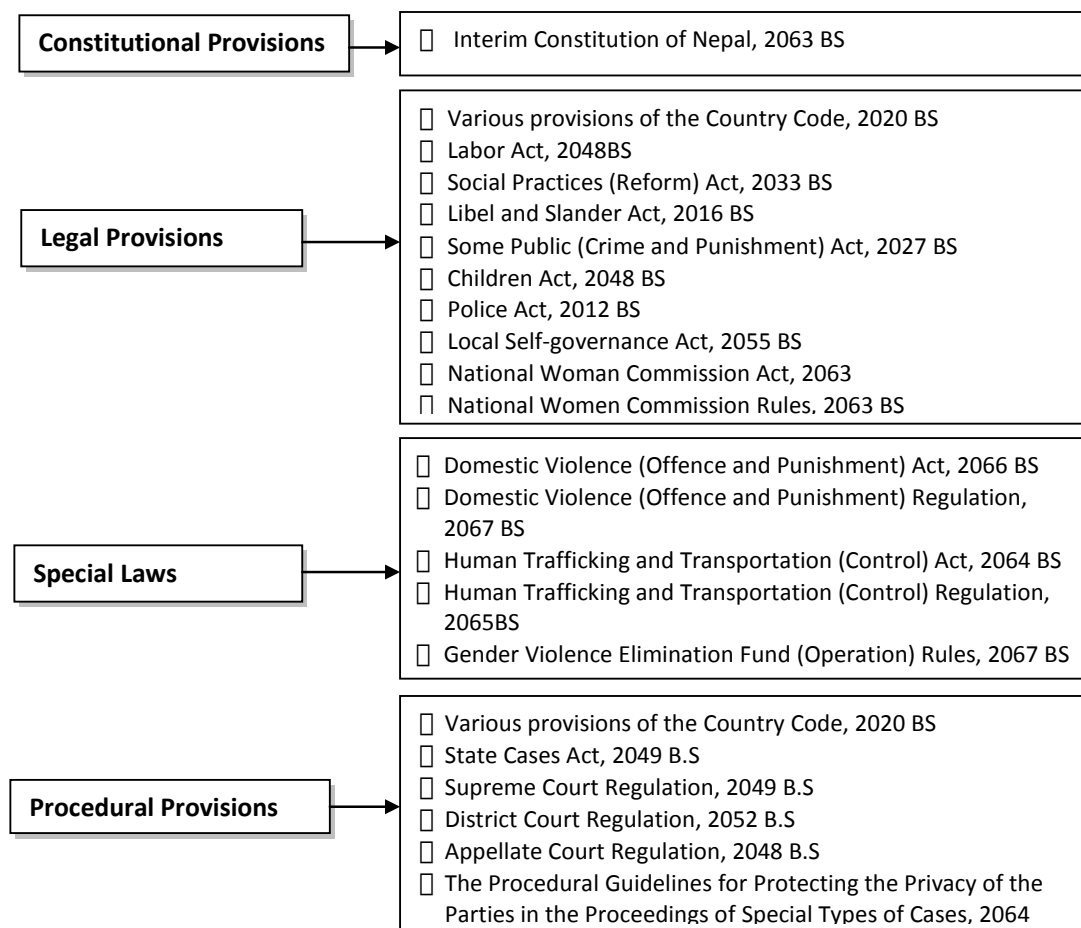 Constitutional Provisions
Interim Constitution of Nepal, 2063 BS
Legal Provisions
Various provisions of the Country Code, 2020 BS
Labor Act, 2048BS
Social Practices (Reform) Act, 2033 BS
Libel and Slander Act, 2016 BS
Some Public (Crime and Punishment) Act, 2027 BS
Children Act, 2048 BS
Police Act, 2012 BS
Local Self-governance Act, 2055 BS
National Woman Commission Act, 2063
National Women Commission Rules, 2063 BS
Special Laws
Domestic Violence (Offence and Punishment) Act, 2066 BS
Domestic Violence (Offence and Punishment) Regulation,
2067 BS
Human Trafficking and Transportation (Control) Act, 2064 BS
Human Trafficking and Transportation (Control) Regulation,
2065BS
Gender Violence Elimination Fund (Operation) Rules, 2067 BS
Procedural Provisions
Various provisions of the Country Code, 2020 BS
State Cases Act, 2049 B.S
Supreme Court Regulation, 2049 B.S
District Court Regulation, 2052 B.S
Appellate Court Regulation, 2048 B.S
The Procedural Guidelines for Protecting the Privacy of the
Parties in the Proceedings of Special Types of Cases, 2064